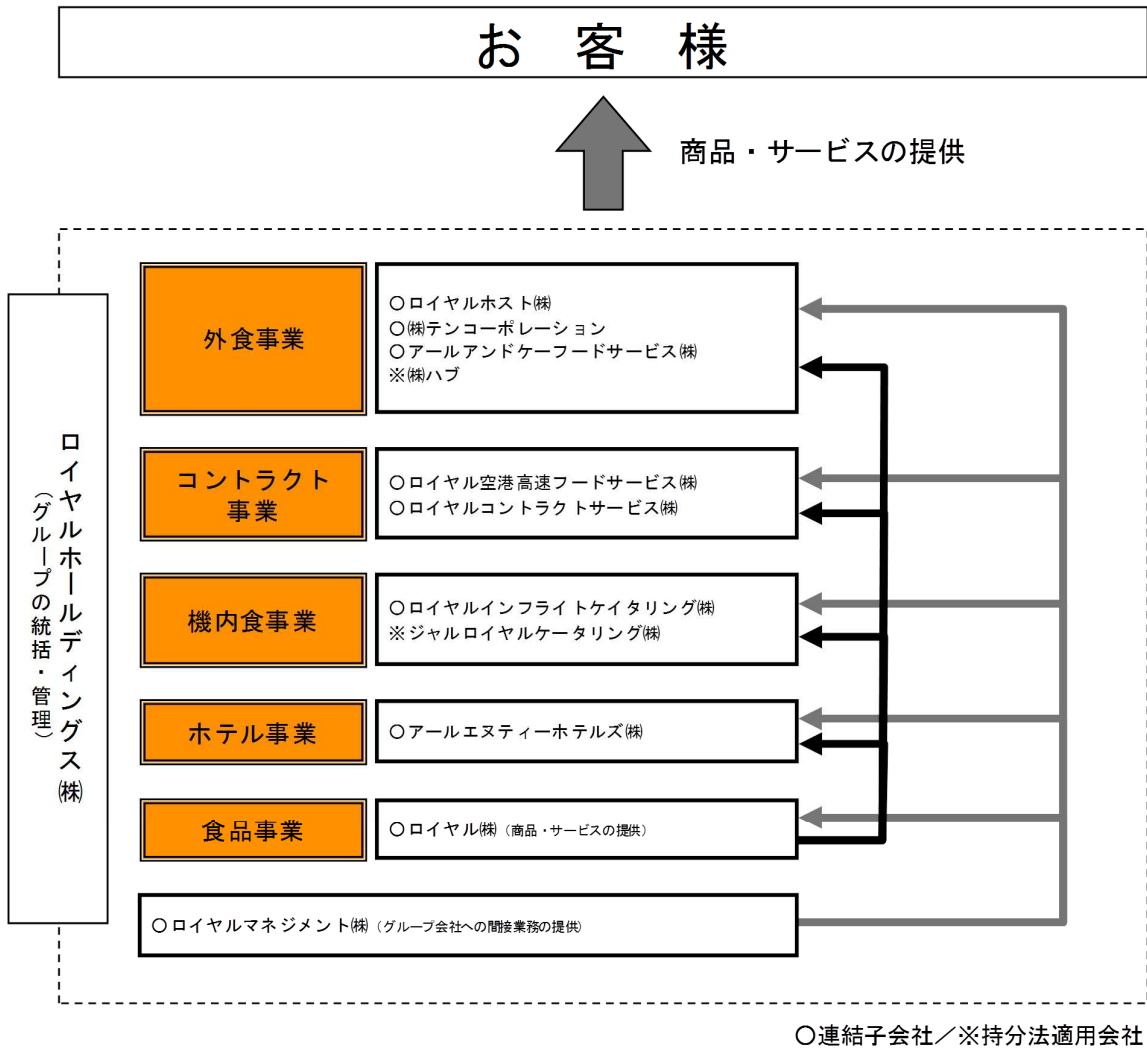 お客様
商品・サービスの提供
ロイヤルホールディングス㈱
（グループの統括・管理）
外食事業
〇ロイヤルホスト㈱
〇㈱テンコーポレーション
〇アールアンドケーフードサービス㈱
※㈱ハブ
コントラクト
事業
〇ロイヤル空港高速フードサービス㈱
〇ロイヤルコントラクトサービス㈱
機内食事業
〇ロイヤルインフライトケイタリング㈱
※ジャルロイヤルケータリング㈱
ホテル事業
〇アールエヌティーホテルズ㈱
食品事業
〇ロイヤル㈱（商品・サービスの提供）
〇ロイヤルマネジメント㈱（グループ会社への間接業務の提供）
〇連結子会社／※持分法適用会社